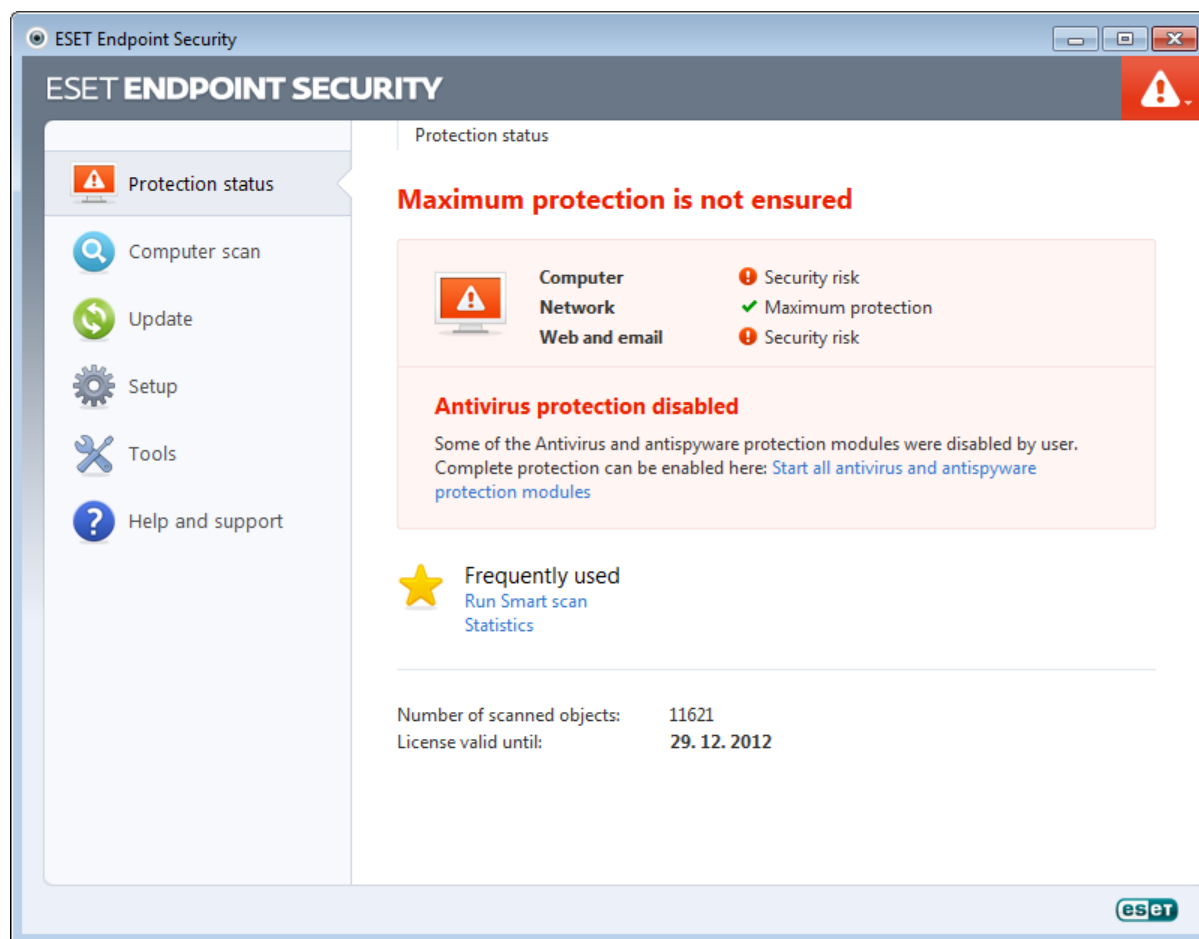 ESET Endpoint Security
ESET ENDPOINT SECURITY
Protection status
Computer scan
Update
Setup
Tools
Help and support
Protection status
Maximum protection is not ensured
Computer Security risk
Network Maximum protection
Web and email Security risk
Antivirus protection disabled
Some of the Antivirus and antispyware protection modules were disabled by user.
Complete protection can be enabled here: Start all antivirus and antispyware
protection modules
Frequently used
Run Smart scan
Statistics
Number of scanned objects: 11621
License valid until: 29. 12. 2012
eseT